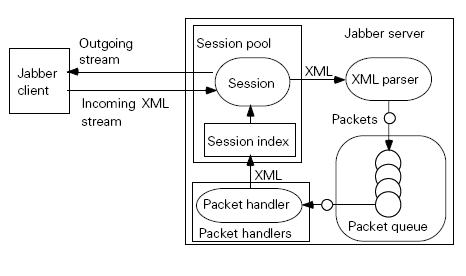 Outgoing
stream
Session pool
Jabber server
Jabber
client
Session
XML
XML parser
Incoming XML
stream
Packets
Session index
XML
Packet handler
Packet queue
Packet handlers